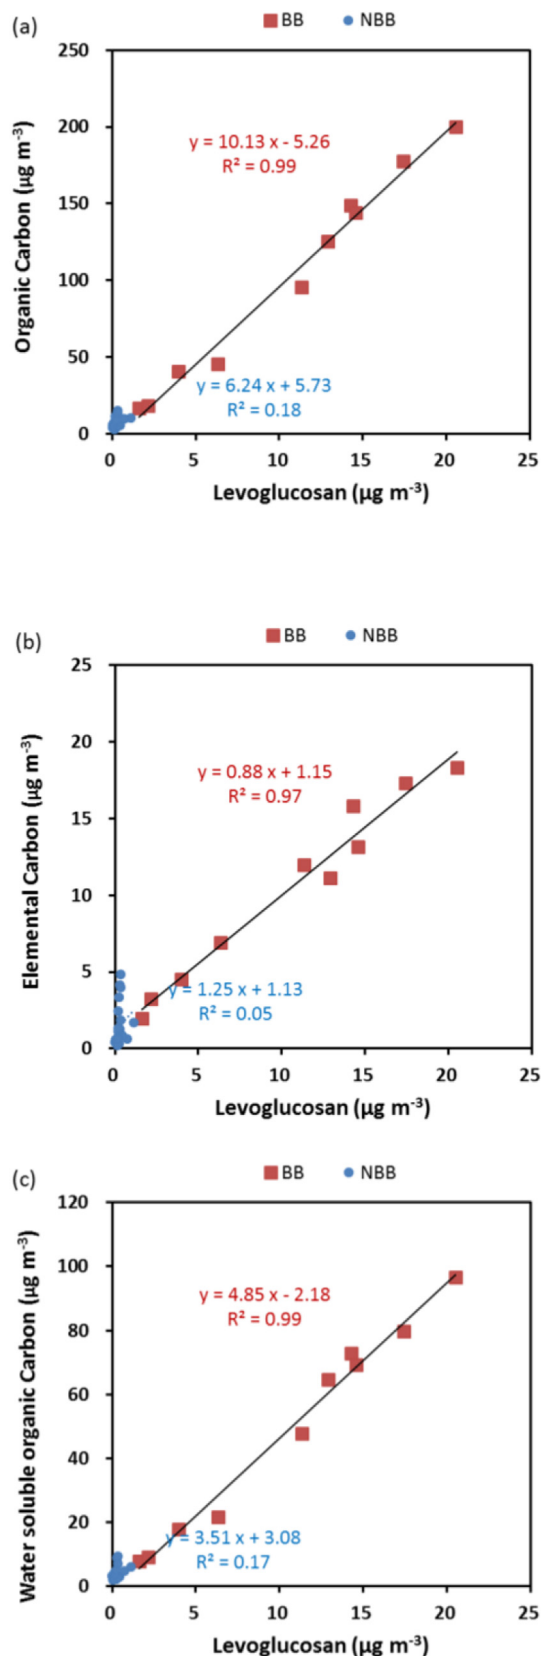 (a)
BB NBB
250
200
150
100
50
0
Organic Carbon (µg m-3)
y = 10.13 x - 5.26
R² = 0.99
y = 6.24 x + 5.73
R² = 0.18
0 5 10 15 20 25
Levoglucosan (µg m-3)
(b)
BB NBB
25
20
15
10
5
0
Elemental Carbon (µg m-3)
y = 0.88 x + 1.15
R² = 0.97
y = 1.25 x + 1.13
R² = 0.05
0 5 10 15 20 25
Levoglucosan (µg m-3)
(c)
BB NBB
120
100
80
60
40
20
0
Water soluble organic Carbon (µg m-3)
y = 4.85 x - 2.18
R² = 0.99
y = 3.51 x + 3.08
R² = 0.17
0 5 10 15 20 25
Levoglucosan (µg m-3)